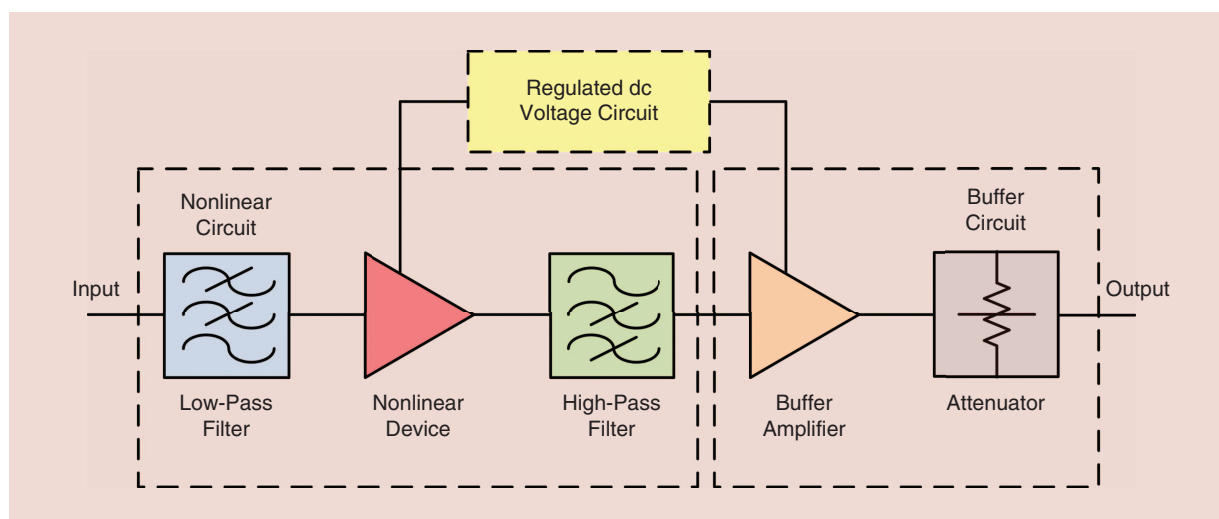 Regulated dc
Voltage Circuit
Nonlinear
Circuit
Buffer
Circuit
Input
Output
Low-Pass
Filter
Nonlinear
Device
High-Pass
Filter
Buffer
Amplifier
Attenuator